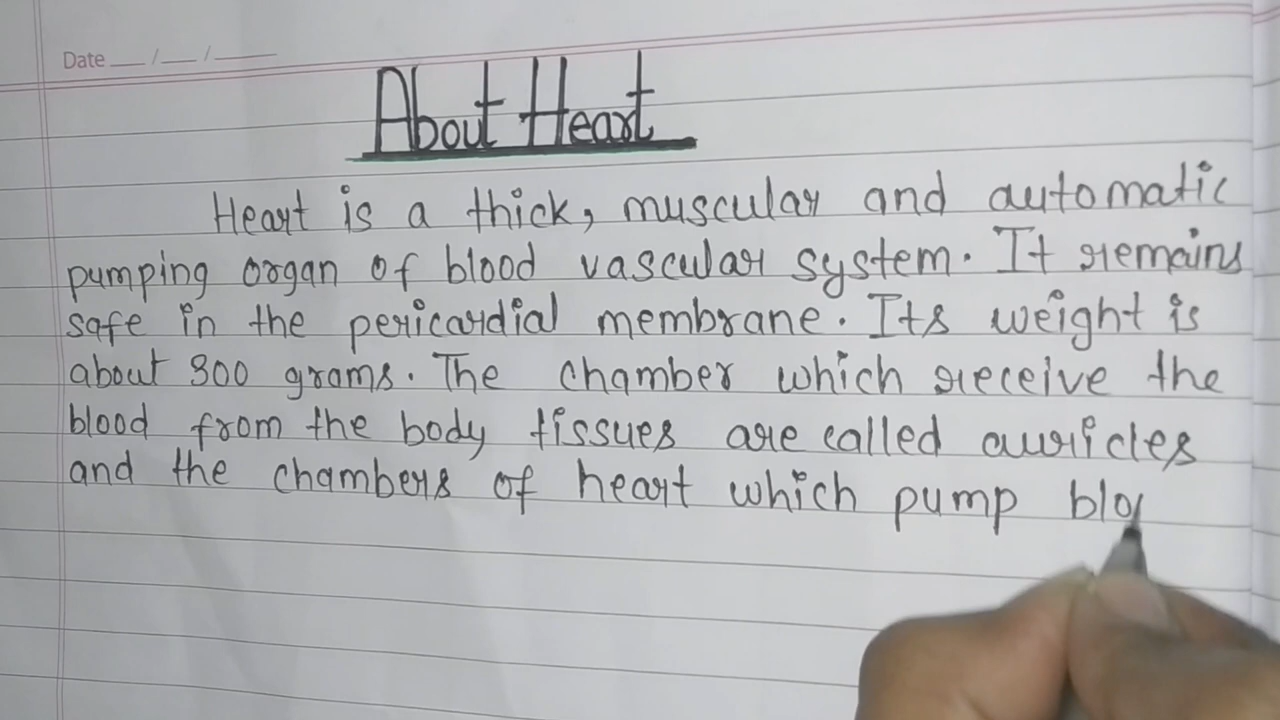 Date __/__/____
About Heart
Heart is a thick, muscular and automatic
pumping organ of blood vascular system. It remains
safe in the pericardial membrane. Its weight is
about 300 grams. The chamber which receive the
blood from the body tissues are called auricles
and the chambers of heart which pump blo